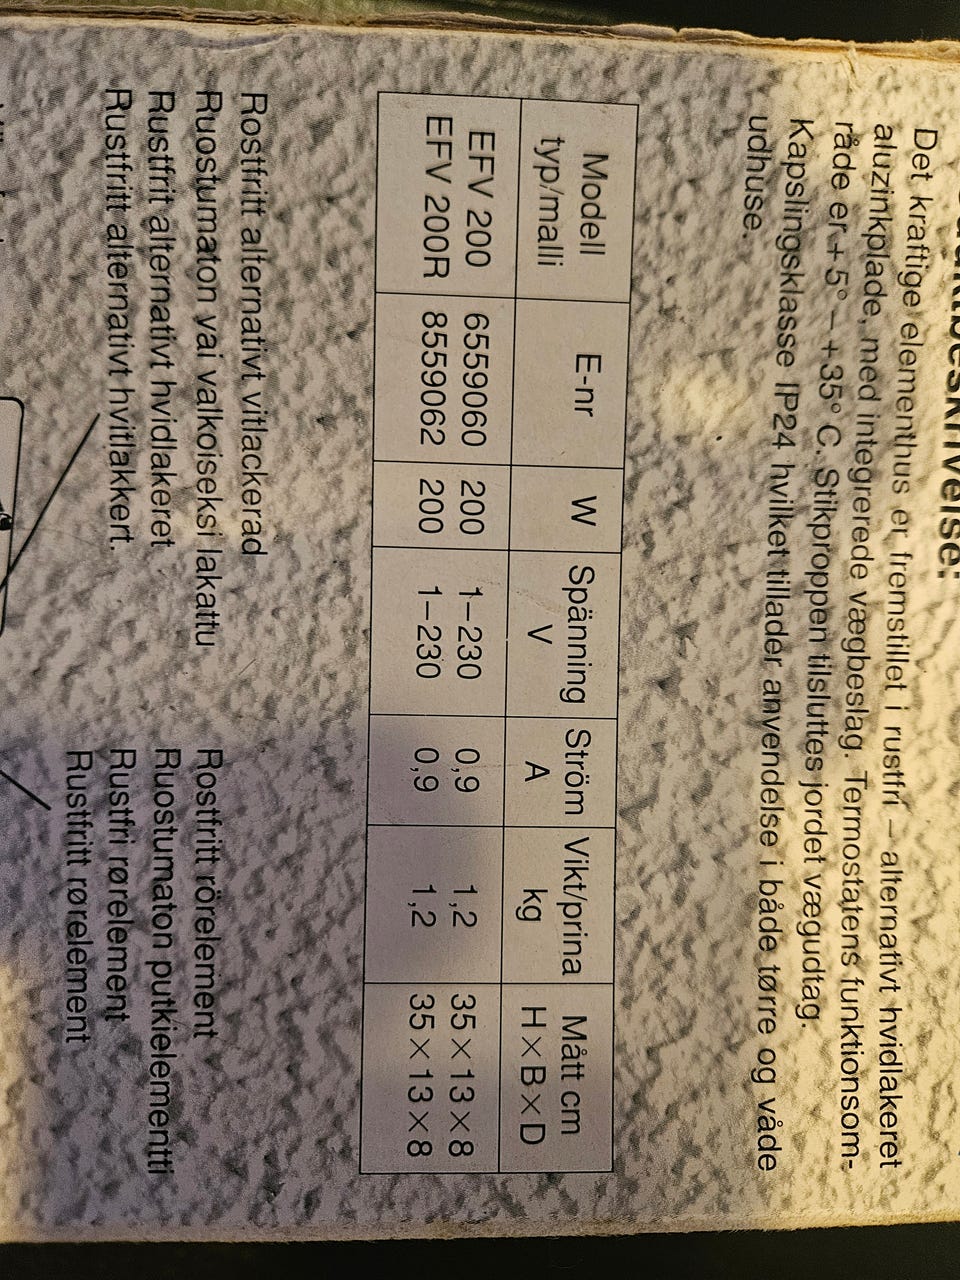 Det kraftige elementhus er fremstillet i rustfri – alternativt hvidlakeret
aluzinkplade, med integrerede vægbeslag. Termostatens funktionsom-
råde er + 5° – +35° C. Stikproppen tilsluttes jordet vægudtag.
Kapslingsklasse IP24 hvilket tillader anvendelse i både tørre og våde
udhuse.
Modell E-nr W Spänning Ström Vikt/prina Mått cm
typ/malli V A kg H×B×D
EFV 200 6559060 200 1–230 0,9 1,2 35×13×8
EFV 200R 8559062 200 1–230 0,9 1,2 35×13×8
Rostfritt alternativt vitlackerad
Ruostumaton vai valkoiseksi lakattu
Rustfrit alternativt hvidlakeret
Rustfritt alternativt hvitlakkert.
Rostfritt rörelement
Ruostumaton putkielementti
Rustfri rørelement
Rustfritt rørelement